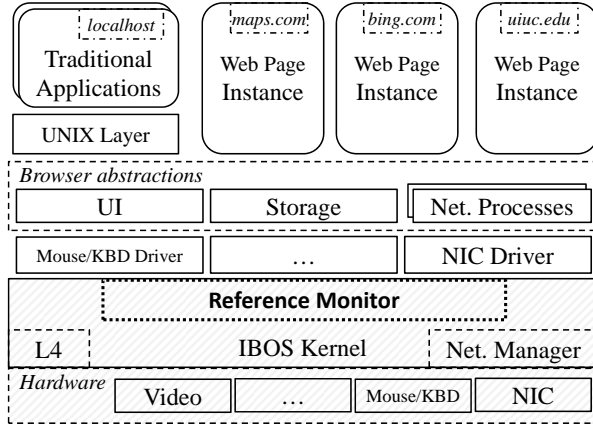 localhost
Traditional
Applications
maps.com
Web Page
Instance
bing.com
Web Page
Instance
uiuc.edu
Web Page
Instance
UNIX Layer
Browser abstractions
UI
Storage
Net. Processes
Mouse/KBD Driver
...
NIC Driver
Reference Monitor
L4
IBOS Kernel
Net. Manager
Hardware
Video
...
Mouse/KBD
NIC